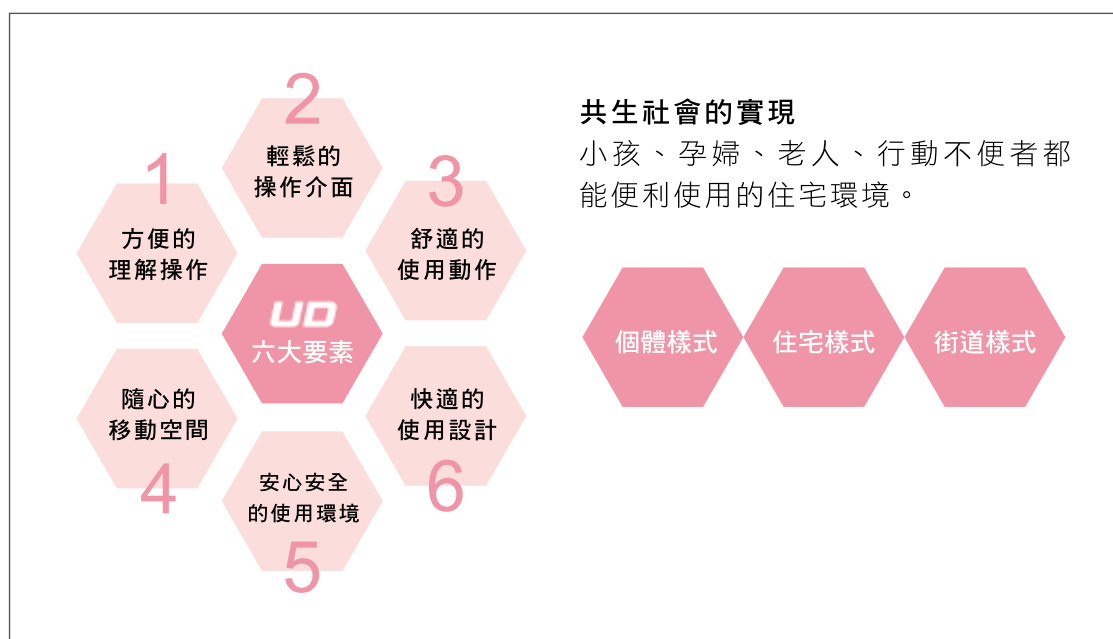 1
方便的
理解操作
2
輕鬆的
操作介面
3
舒適的
使用動作
UD
六大要素
隨心的
移動空間
4
安心安全
的使用環境
5
快適的
使用設計
6
共生社會的實現
小孩、孕婦、老人、行動不便者都
能便利使用的住宅環境。
個體樣式
住宅樣式
街道樣式